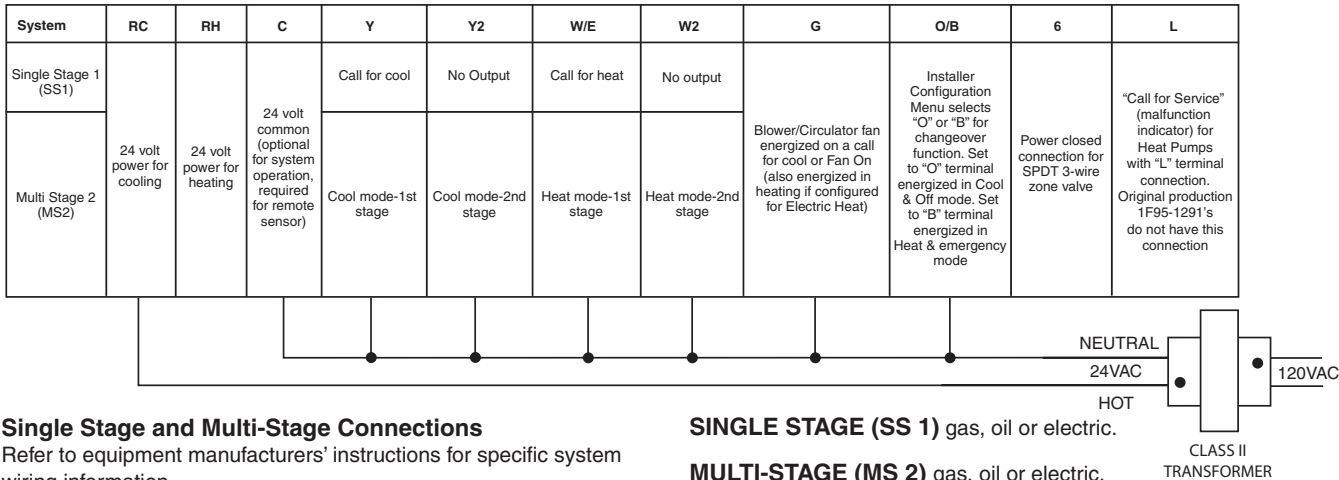 System RC RH C Y Y2 W/E W2 G O/B 6 L
Single Stage 1
(SS1)
Multi Stage 2
(MS2)
24 volt
power for
cooling
24 volt
power for
heating
24 volt
common
(optional
for system
operation,
required
for remote
sensor)
Call for cool
Cool mode-1st
stage
No Output
Cool mode-2nd
stage
Call for heat
Heat mode-1st
stage
No output
Heat mode-2nd
stage
Blower/Circulator fan
energized on a call
for cool or Fan On
(also energized in
heating if configured
for Electric Heat)
Installer
Configuration
Menu selects
“O” or “B” for
changeover
function. Set
to “O” terminal
energized in Cool
& Off mode. Set
to “B” terminal
energized in
Heat & emergency
mode
Power closed
connection for
SPDT 3-wire
zone valve
“Call for Service”
(malfunction
indicator) for
Heat Pumps
with “L” terminal
connection.
Original production
1F95-1291's
do not have this
connection
NEUTRAL
24VAC
HOT
120VAC
CLASS II
TRANSFORMER
Single Stage and Multi-Stage Connections
Refer to equipment manufacturers’ instructions for specific system
wiring information.
SINGLE STAGE (SS 1) gas, oil or electric.
MULTI-STAGE (MS 2) gas, oil or electric.